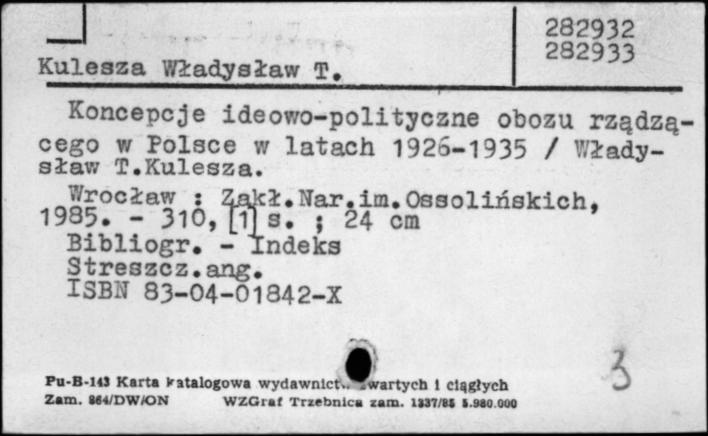 282932
282933
Kulesza Władysław T.
Koncepcje ideowo-polityczne obozu rządzą-
cego w Polsce w latach 1926-1935 / Włady-
sław T.Kulesza.
Wrocław : Zakł.Nar.im.Ossolińskich,
1985. - 310, [1] s. ; 24 cm
Bibliogr. - Indeks
Streszcz.ang.
ISBN 83-04-01842-X
3
Pu-B-143 Karta katalogowa wydawnictw zwartych i ciągłych
Zam. 864/DW/ON WZGraf Trzebnica zam. 1337/85 5.980.000